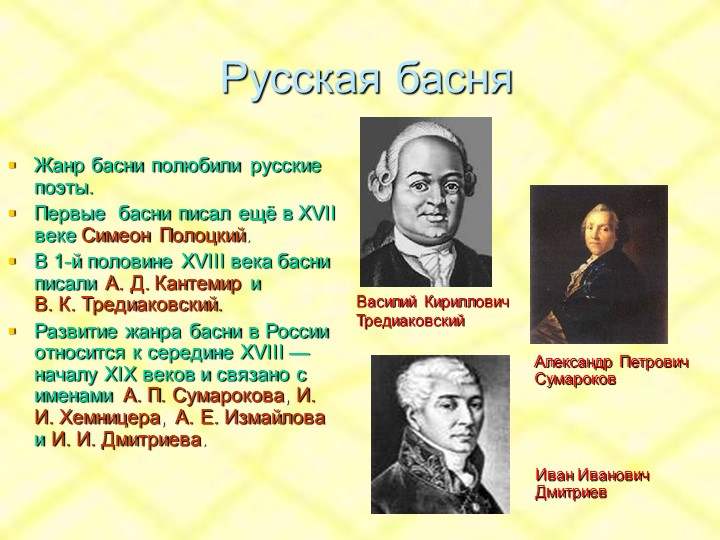 Русская басня
Жанр басни полюбили русские
поэты.
Первые басни писал ещё в XVII
веке Симеон Полоцкий.
В 1-й половине XVIII века басни
писали А. Д. Кантемир и
В. К. Тредиаковский.
Развитие жанра басни в России
относится к середине XVIII —
началу XIX веков и связано с
именами А. П. Сумарокова, И.
И. Хемницера, А. Е. Измайлова
и И. И. Дмитриева.
Василий Кириллович
Тредиаковский
Александр Петрович
Сумароков
Иван Иванович
Дмитриев